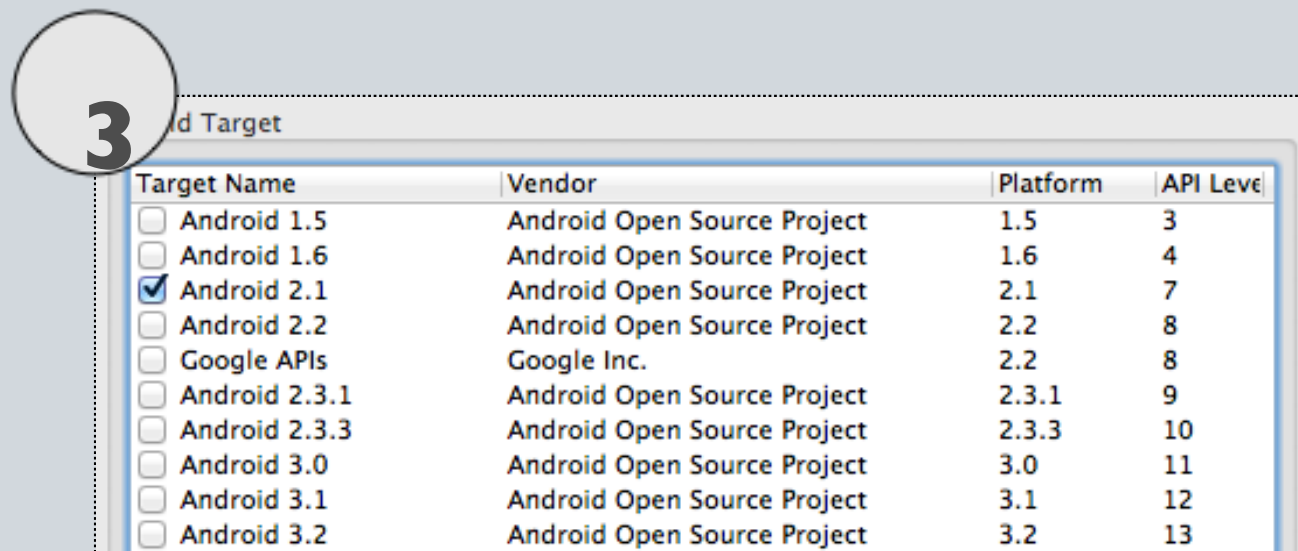 3
ld Target
Target Name Vendor Platform API Leve
Android 1.5 Android Open Source Project 1.5 3
Android 1.6 Android Open Source Project 1.6 4
Android 2.1 Android Open Source Project 2.1 7
Android 2.2 Android Open Source Project 2.2 8
Google APIs Google Inc. 2.2 8
Android 2.3.1 Android Open Source Project 2.3.1 9
Android 2.3.3 Android Open Source Project 2.3.3 10
Android 3.0 Android Open Source Project 3.0 11
Android 3.1 Android Open Source Project 3.1 12
Android 3.2 Android Open Source Project 3.2 13